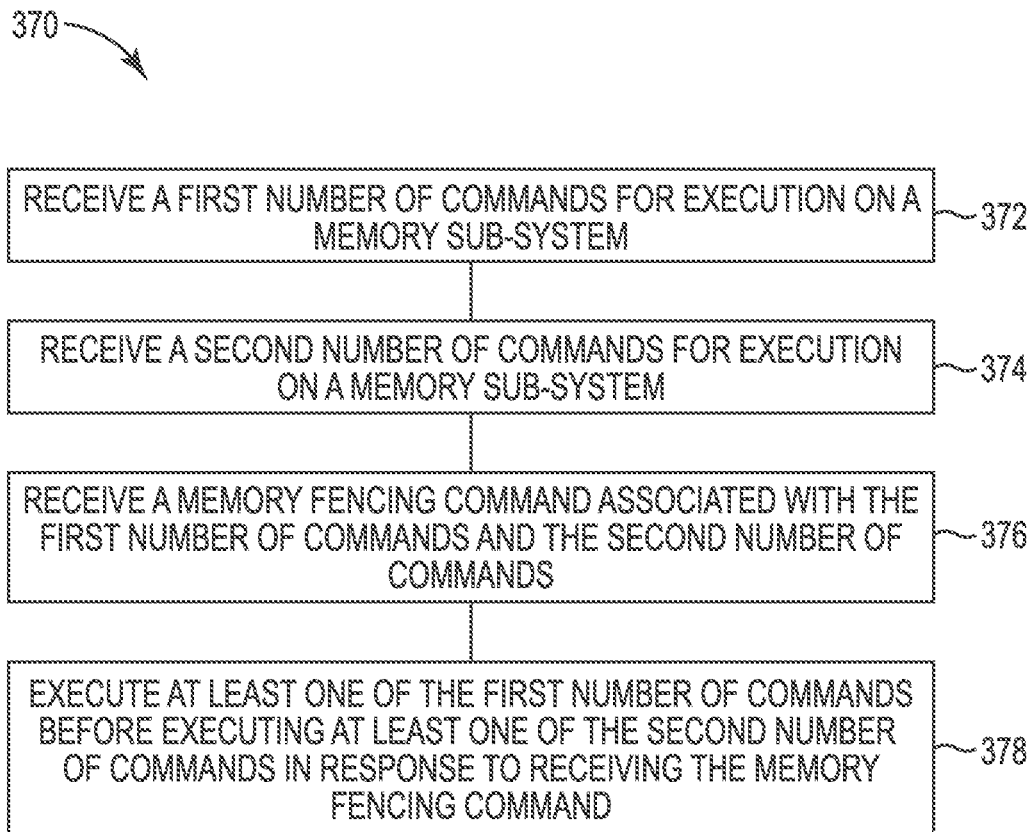 370
RECEIVE A FIRST NUMBER OF COMMANDS FOR EXECUTION ON A
MEMORY SUB-SYSTEM
372
RECEIVE A SECOND NUMBER OF COMMANDS FOR EXECUTION
ON A MEMORY SUB-SYSTEM
374
RECEIVE A MEMORY FENCING COMMAND ASSOCIATED WITH THE
FIRST NUMBER OF COMMANDS AND THE SECOND NUMBER OF
COMMANDS
376
EXECUTE AT LEAST ONE OF THE FIRST NUMBER OF COMMANDS
BEFORE EXECUTING AT LEAST ONE OF THE SECOND NUMBER
OF COMMANDS IN RESPONSE TO RECEIVING THE MEMORY
FENCING COMMAND
378